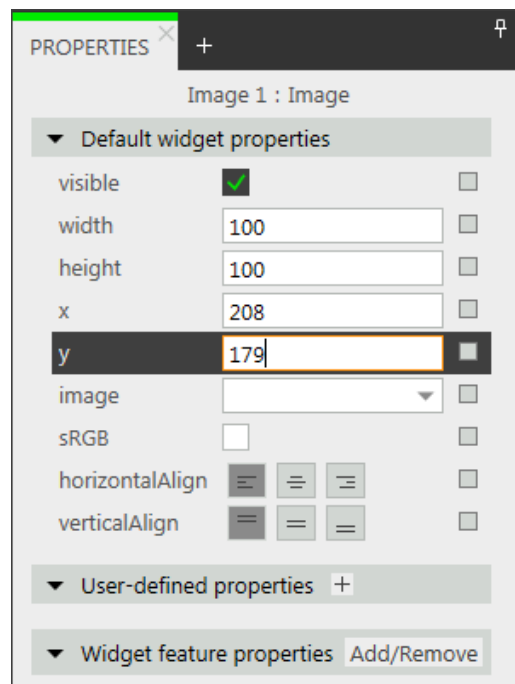 PROPERTIES
Image 1 : Image
Default widget properties
visible
width 100
height 100
x 208
y 179
image
sRGB
horizontalAlign
verticalAlign
User-defined properties +
Widget feature properties Add/Remove